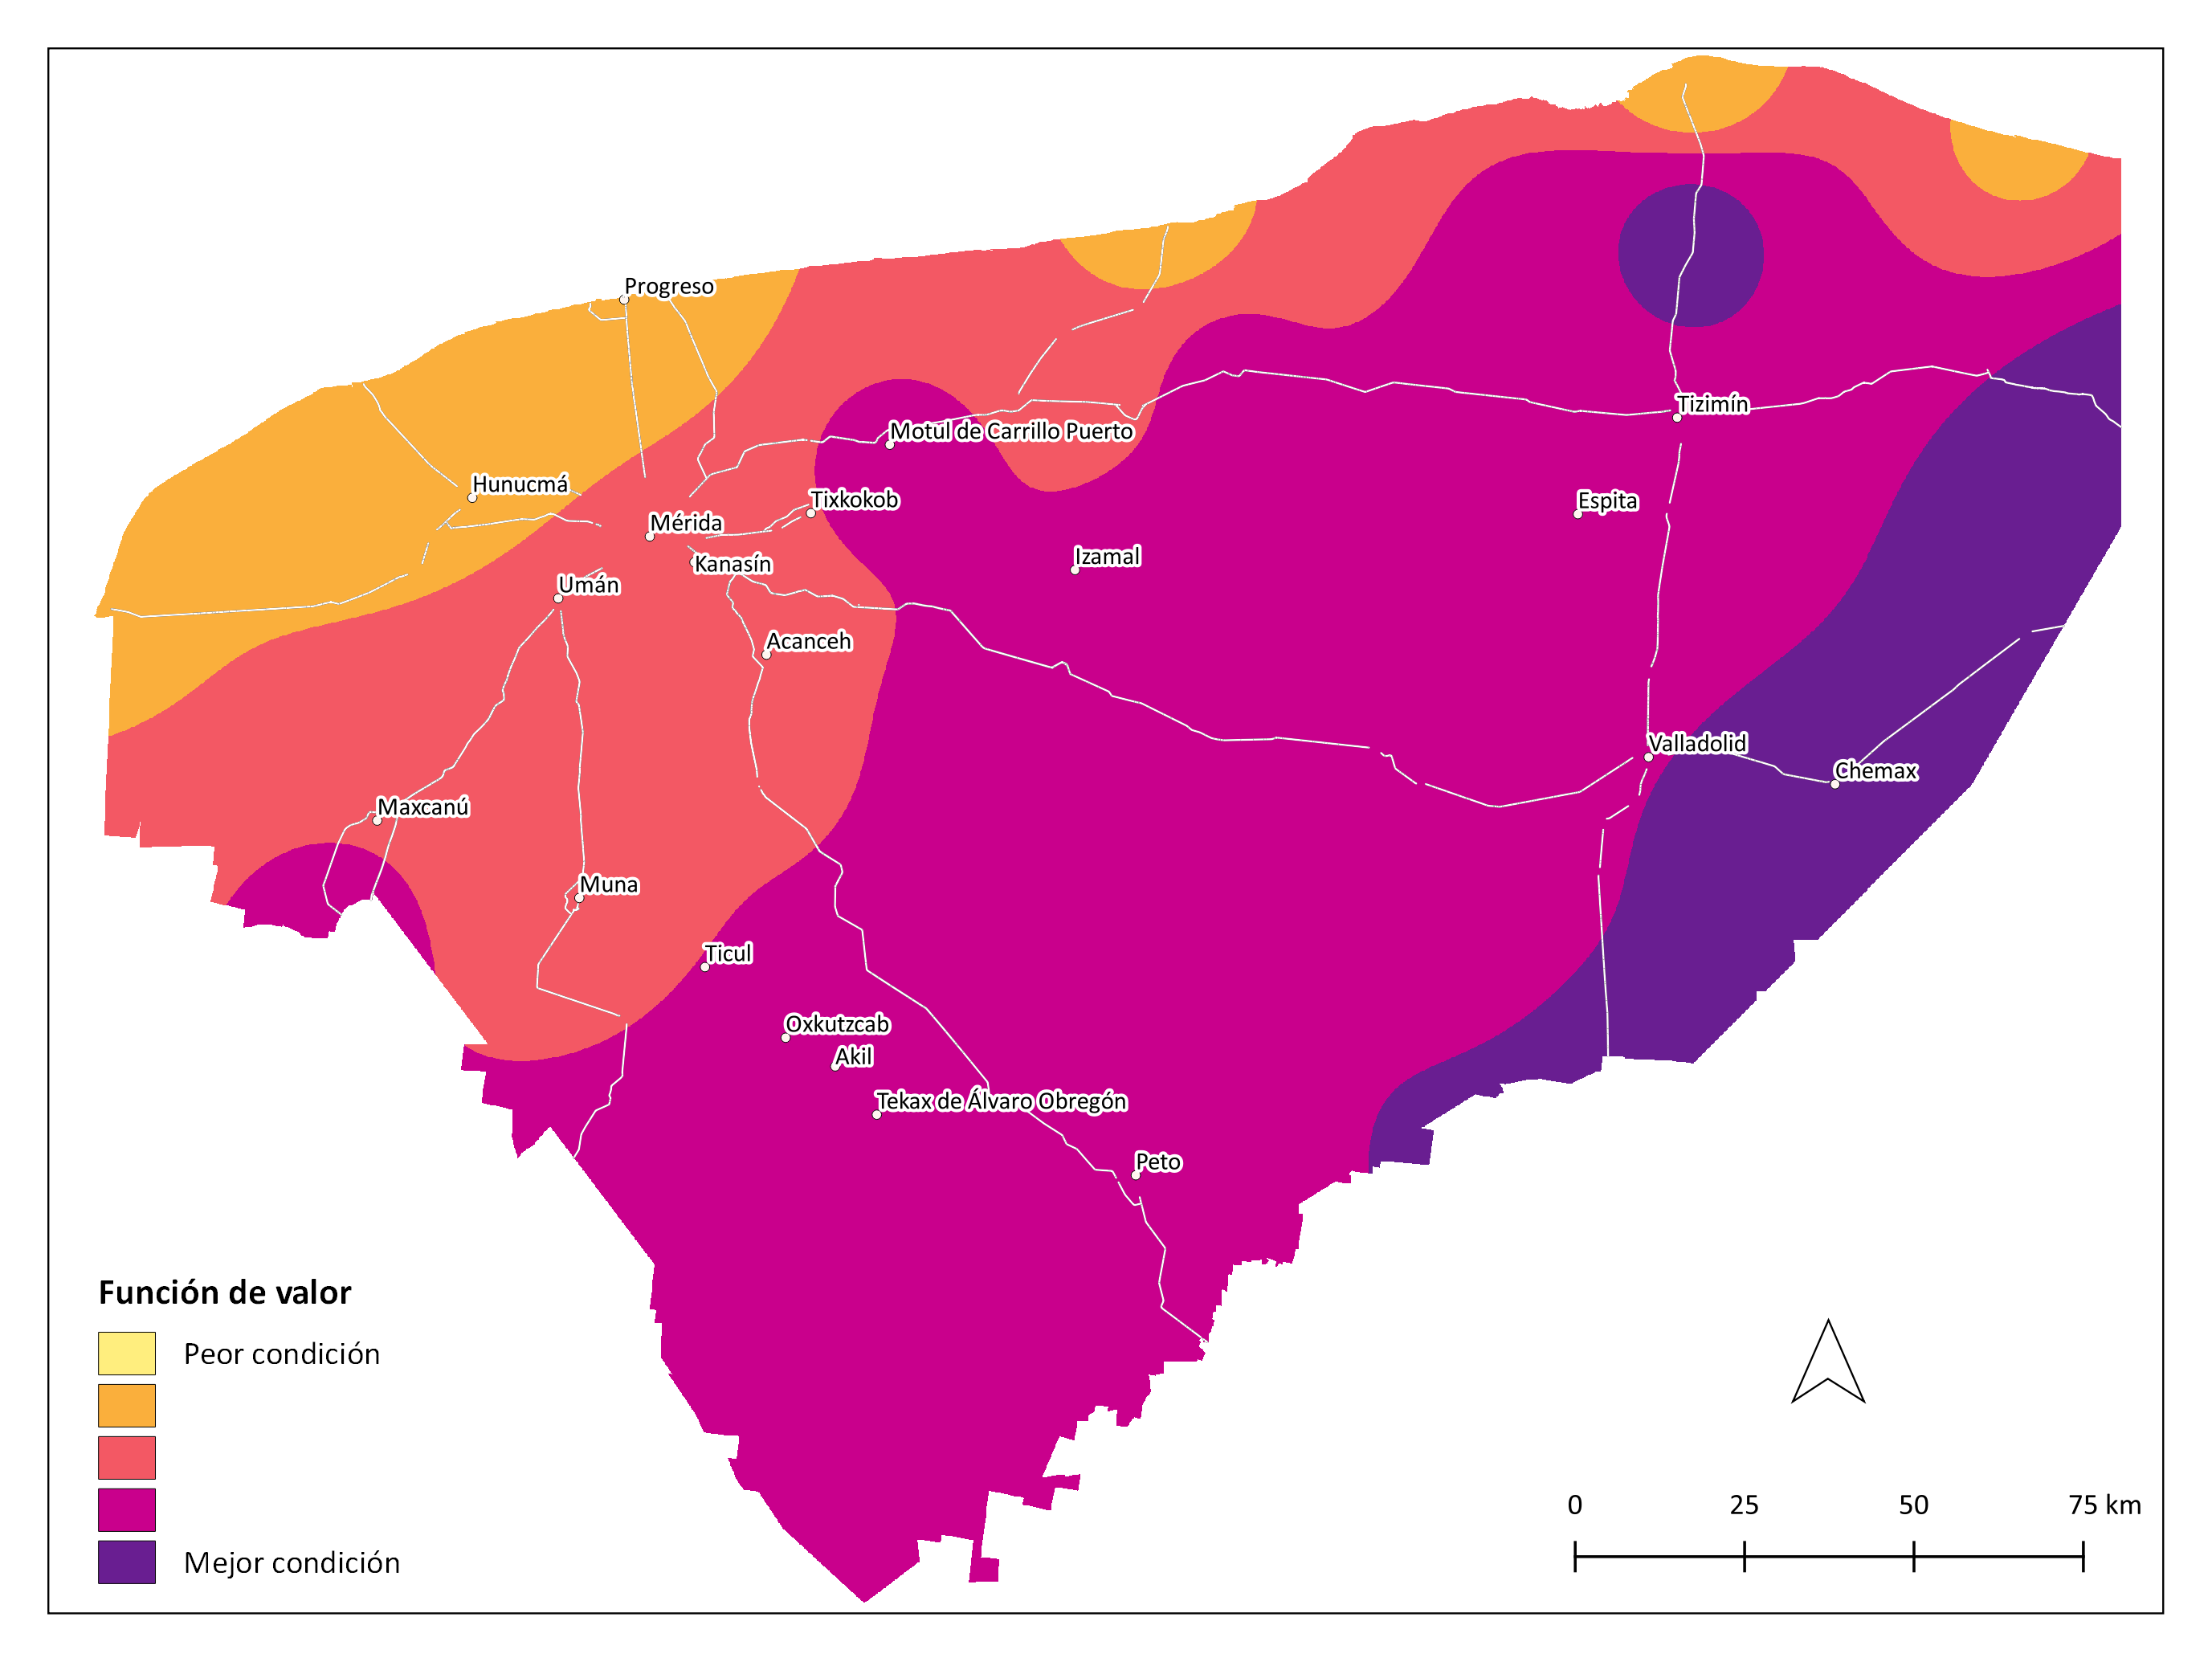 Progreso
Tizimín
Motul de Carrillo Puerto
Hunucmá
Tixkokob
Espita
Mérida
Izamal
Kanasín
Umán
Acanceh
Valladolid
Chemax
Maxcanú
Muna
Ticul
Oxkutzcab
Akil
Tekax de Álvaro Obregón
Peto
Función de valor
Peor condición
Mejor condición
0 25 50 75 km